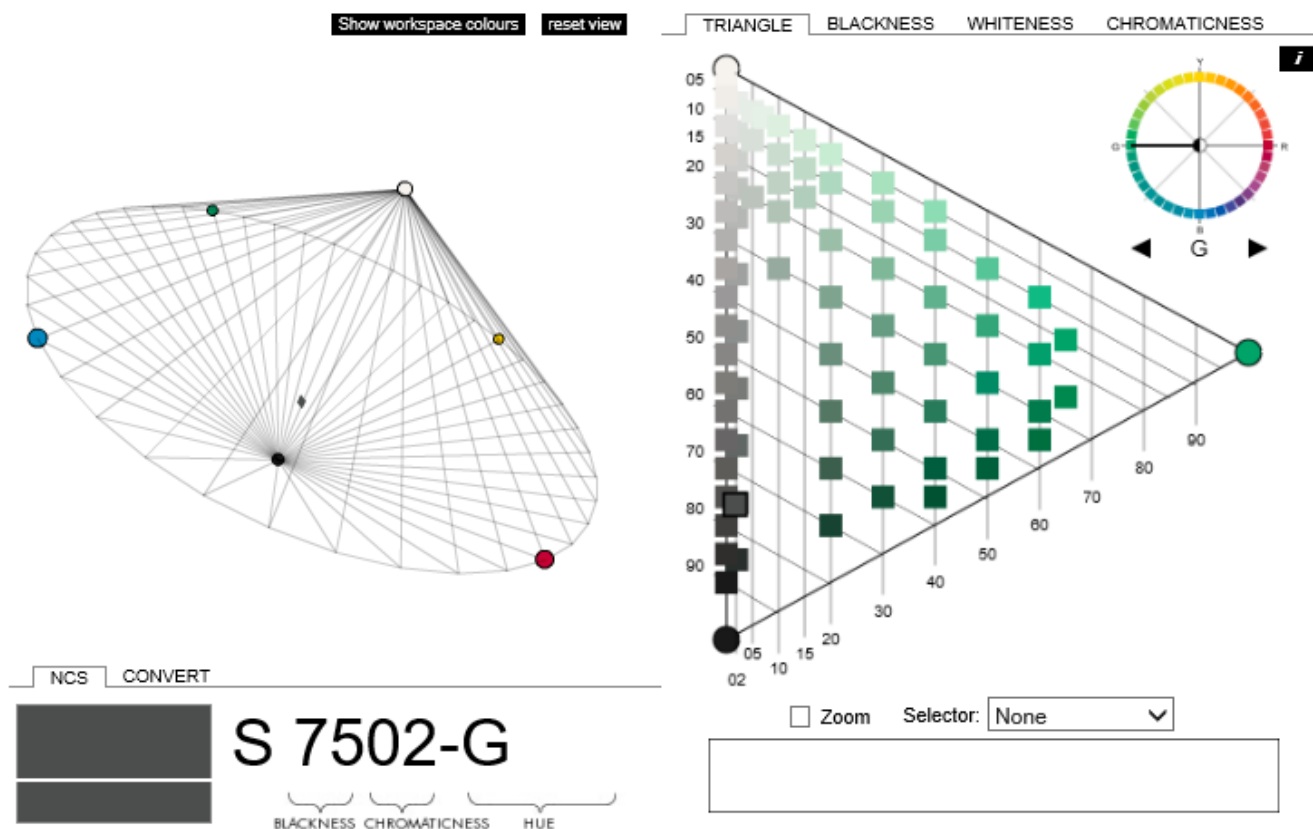 Show workspace colours reset view
TRIANGLE BLACKNESS WHITENESS CHROMATICNESS
i
05
10
15
20
30
40
50
60
70
80
90
Y
G
R
B
G
90
80
70
60
50
40
30
20
15
10
05
02
NCS CONVERT
S 7502-G
BLACKNESS CHROMATICNESS HUE
Zoom Selector: None